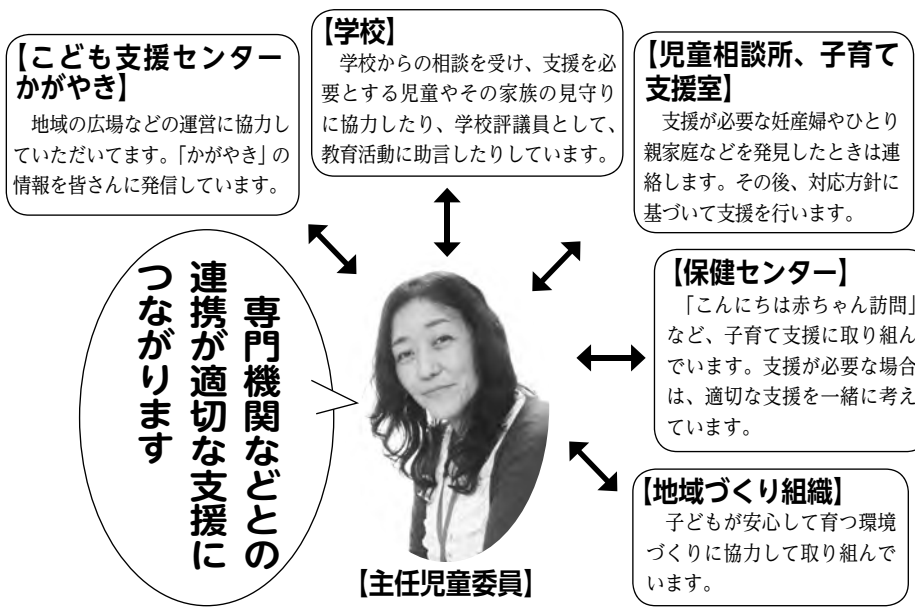 【こども支援センター
かがやき】
地域の広場などの運営に協力し
ていただいてます。「かがやき」の
情報を皆さんに発信しています。
【学校】
学校からの相談を受け、支援を必
要とする児童やその家族の見守り
に協力したり、学校評議員として、
教育活動に助言したりしています。
【児童相談所、子育て
支援室】
支援が必要な妊産婦やひとり
親家庭などを発見したときは連
絡します。その後、対応方針に
基づいて支援を行います。
【保健センター】
「こんにちは赤ちゃん訪問」
など、子育て支援に取り組ん
でいます。支援が必要な場合
は、適切な支援を一緒に考え
ています。
【地域づくり組織】
子どもが安心して育つ環境
づくりに協力して取り組んで
います。
専門機関などとの
連携が適切な支援に
つながります
【主任児童委員】